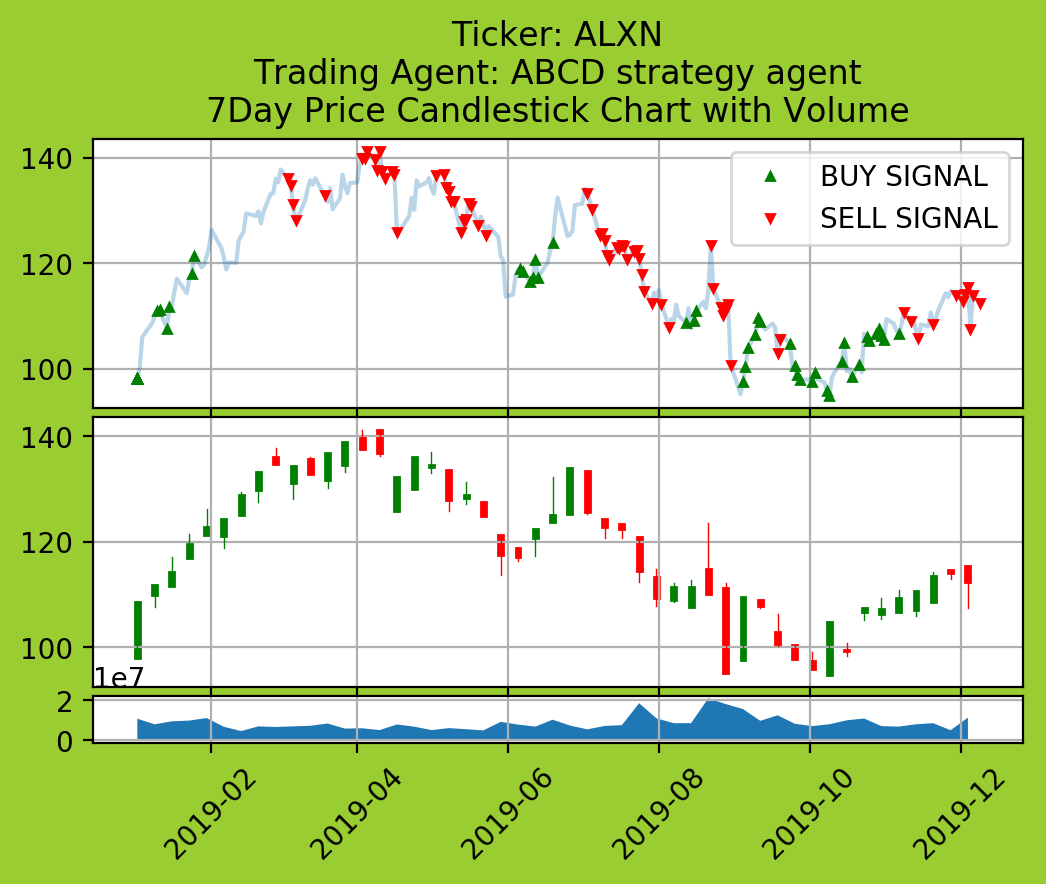 Ticker: ALXN
Trading Agent: ABCD strategy agent
7Day Price Candlestick Chart with Volume
140
120
100
BUY SIGNAL
SELL SIGNAL
140
120
100
1e7
2
0
2019-02
2019-04
2019-06
2019-08
2019-10
2019-12